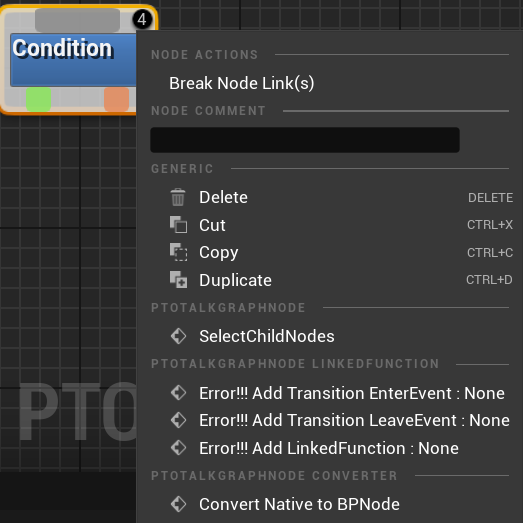 4
Condition
NODE ACTIONS
Break Node Link(s)
NODE COMMENT
GENERIC
Delete DELETE
Cut CTRL+X
Copy CTRL+C
Duplicate CTRL+D
PTOTALKGRAPHNODE
SelectChildNodes
PTOTALKGRAPHNODE LINKEDFUNCTION
Error!!! Add Transition EnterEvent : None
Error!!! Add Transition LeaveEvent : None
Error!!! Add LinkedFunction : None
PTOTALKGRAPHNODE CONVERTER
Convert Native to BPNode
PTO